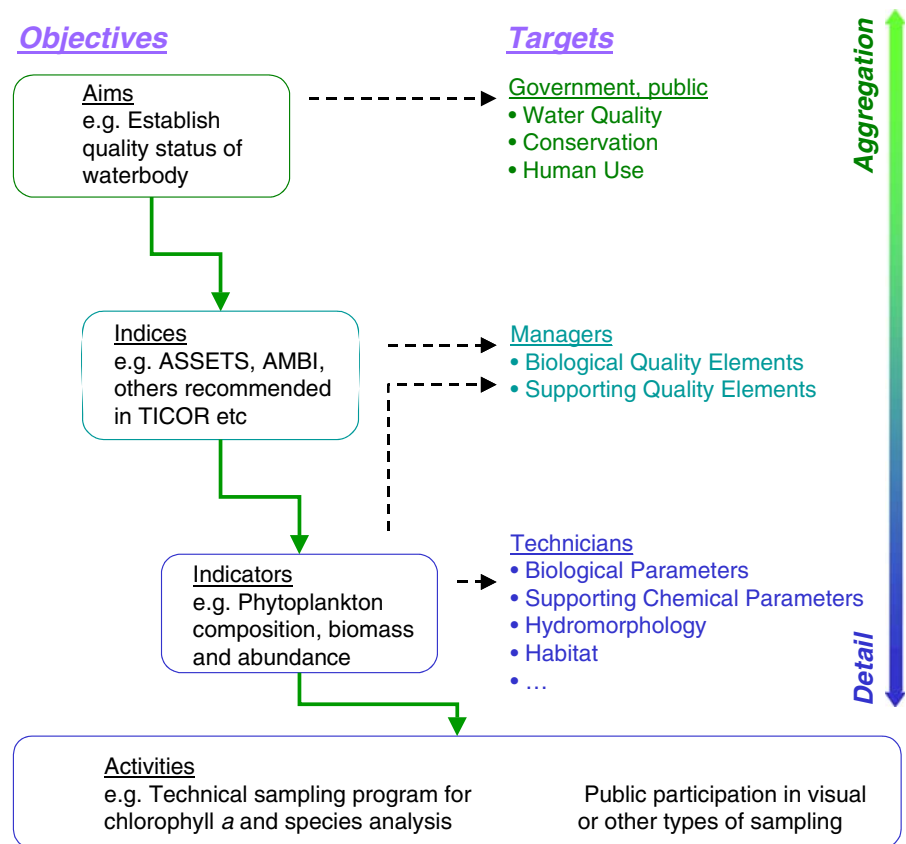 Objectives
Targets
Aims
e.g. Establish
quality status of
waterbody
Government, public
• Water Quality
• Conservation
• Human Use
Aggregation
Indices
e.g. ASSETS, AMBI,
others recommended
in TICOR etc
Managers
• Biological Quality Elements
• Supporting Quality Elements
Indicators
e.g. Phytoplankton
composition, biomass
and abundance
Technicians
• Biological Parameters
• Supporting Chemical Parameters
• Hydromorphology
• Habitat
• …
Detail
Activities
e.g. Technical sampling program for
chlorophyll a and species analysis
Public participation in visual
or other types of sampling